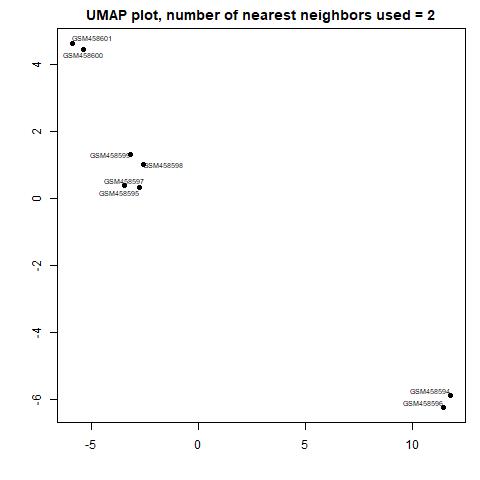 UMAP plot, number of nearest neighbors used = 2
GSM458601
GSM458600
GSM458599
GSM458598
GSM458597
GSM458595
GSM458594
GSM458596
4
2
0
-2
-4
-6
-5
0
5
10